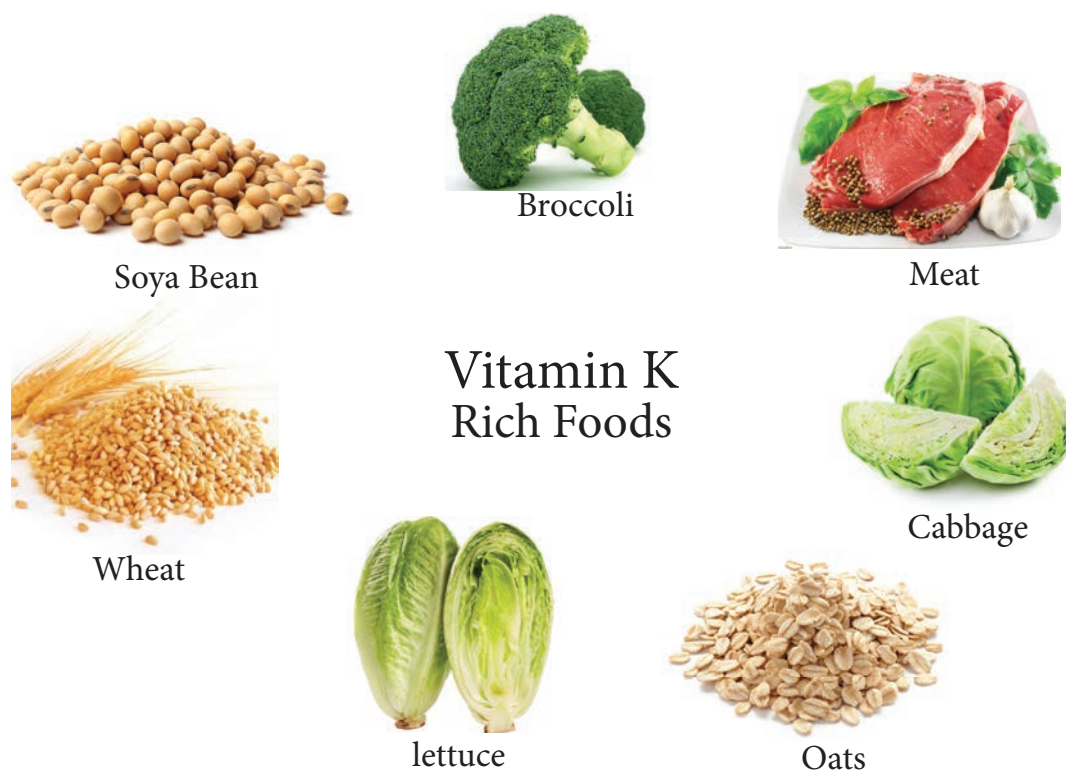 Broccoli
Soya Bean
Meat
Vitamin K
Rich Foods
Cabbage
Wheat
lettuce
Oats